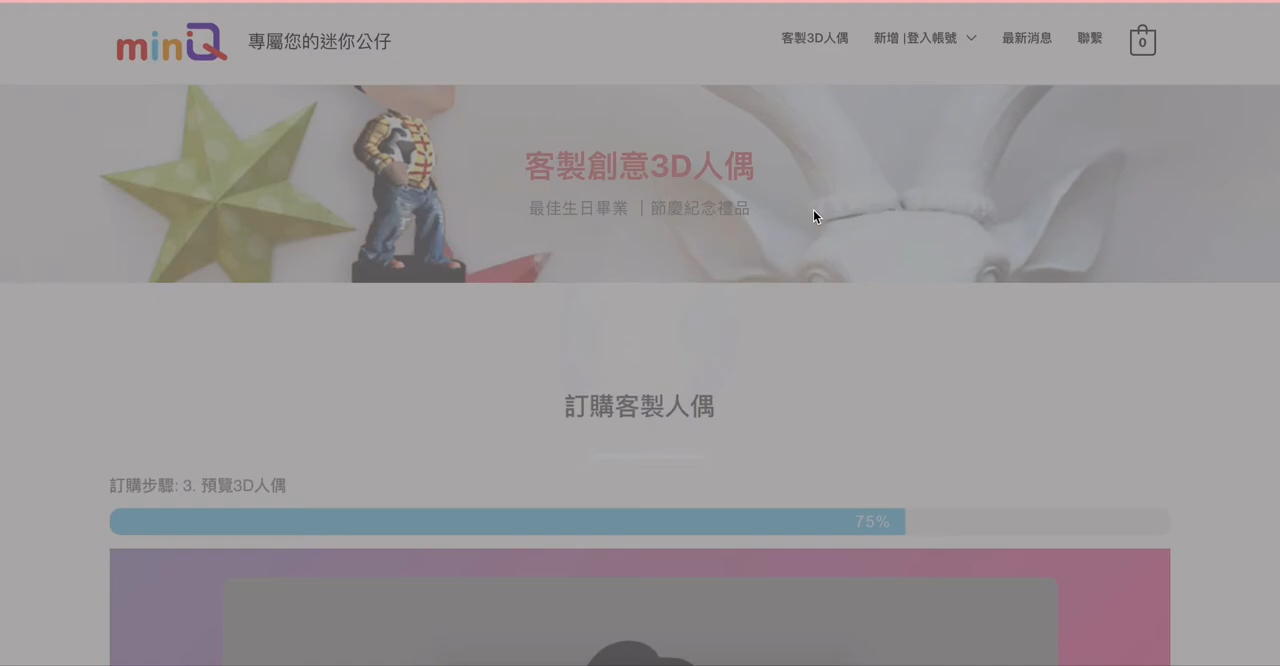 miniQ
專屬您的迷你公仔
客製3D人偶
新增 |登入帳號
最新消息
聯繫
0
客製創意3D人偶
最佳生日畢業 ｜節慶紀念禮品
訂購客製人偶
訂購步驟: 3. 預覽3D人偶
75%